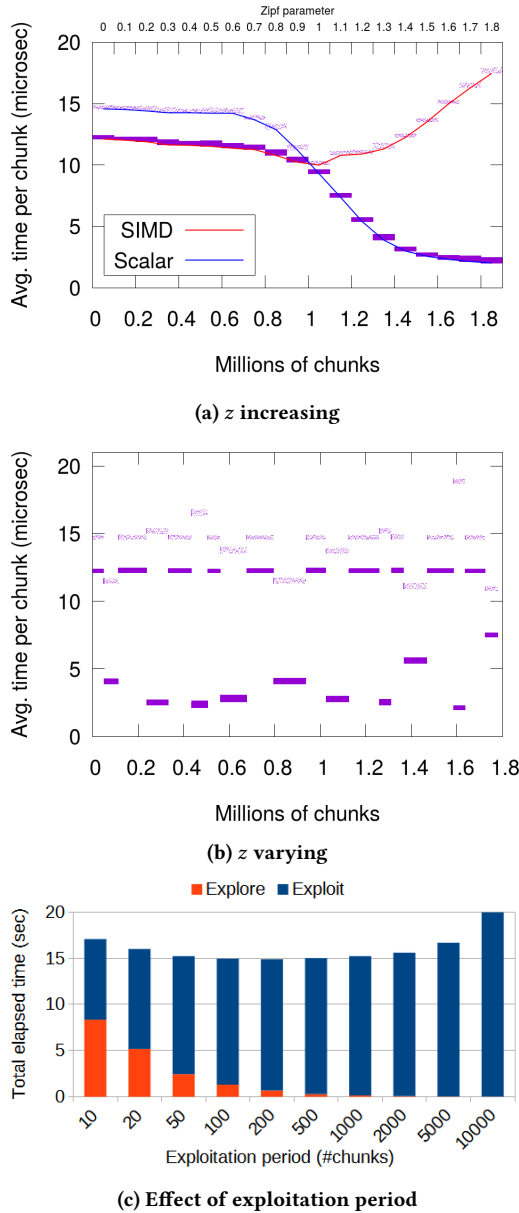 Zipf parameter
0 0.1 0.2 0.3 0.4 0.5 0.6 0.7 0.8 0.9 1 1.1 1.2 1.3 1.4 1.5 1.6 1.7 1.8
Avg. time per chunk (microsec)
20
15
10
5
0
SIMD
Scalar
0 0.2 0.4 0.6 0.8 1 1.2 1.4 1.6 1.8
Millions of chunks
(a) z increasing
Avg. time per chunk (microsec)
20
15
10
5
0
0 0.2 0.4 0.6 0.8 1 1.2 1.4 1.6 1.8
Millions of chunks
(b) z varying
Explore Exploit
Total elapsed time (sec)
20
15
10
5
0
10 20 50 100 200 500 1000 2000 5000 10000
Exploitation period (#chunks)
(c) Effect of exploitation period